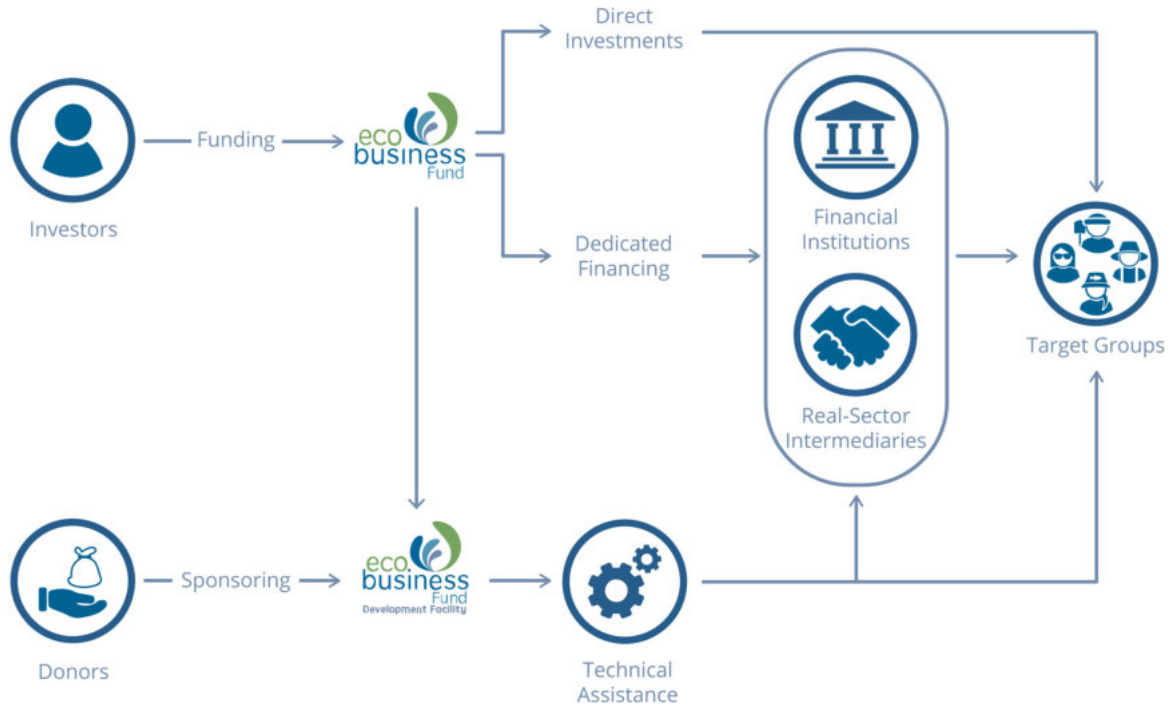 Direct
Investments
Funding
eco.
business
Fund
Investors
Dedicated
Financing
Financial
Institutions
Real-Sector
Intermediaries
Target Groups
Sponsoring
eco.
business
Fund
Development Facility
Donors
Technical
Assistance